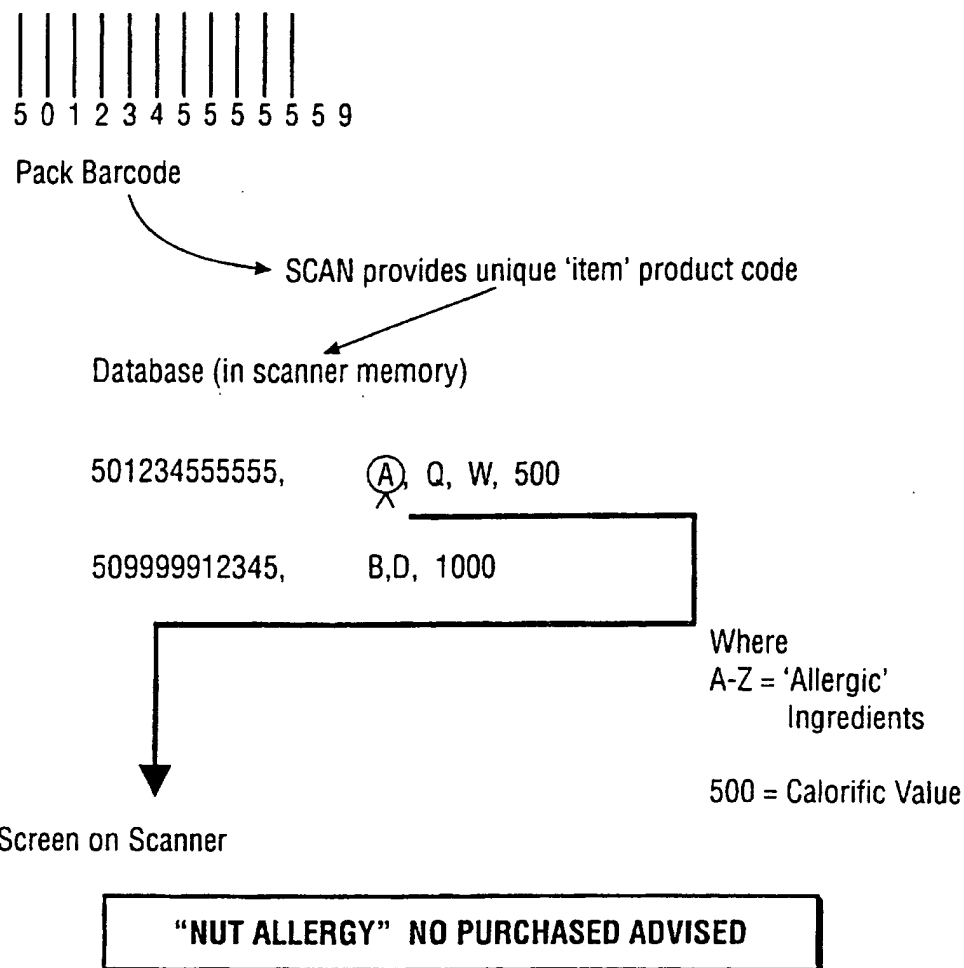 5 0 1 2 3 4 5 5 5 5 5 5 9
Pack Barcode
SCAN provides unique ‘item’ product code
Database (in scanner memory)
501234555555, A, Q, W, 500
509999912345, B,D, 1000
Where
A-Z = ‘Allergic’
Ingredients
500 = Calorific Value
Screen on Scanner
“NUT ALLERGY” NO PURCHASED ADVISED